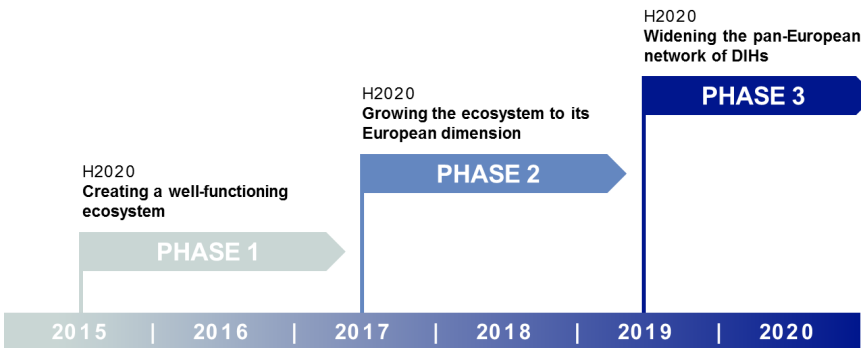 H2020
Widening the pan-European
network of DIHs
PHASE 3
H2020
Growing the ecosystem to its
European dimension
PHASE 2
H2020
Creating a well-functioning
ecosystem
PHASE 1
2015 | 2016 | 2017 | 2018 | 2019 | 2020